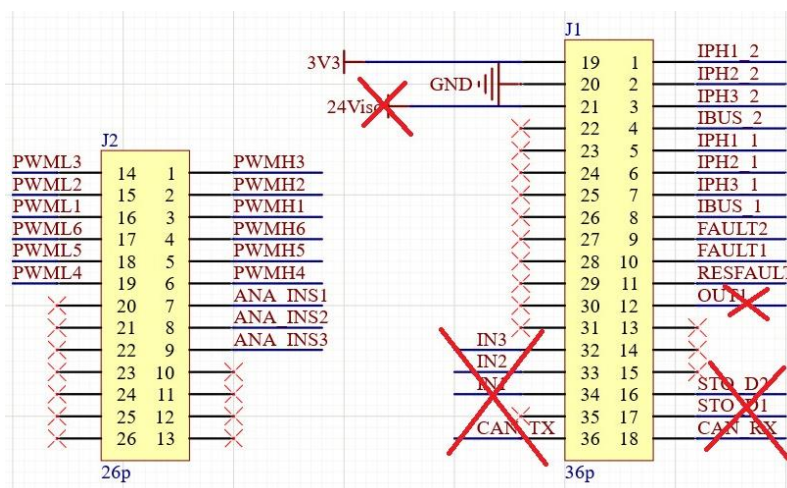 J1
3V3 19 1 IPH1_2
GND 20 2 IPH2_2
24Viso 21 3 IPH3_2
22 4 IBUS_2
23 5 IPH1_1
24 6 IPH2_1
25 7 IPH3_1
26 8 IBUS_1
27 9 FAULT2
28 10 FAULT1
29 11 RESFAULT
30 12 OUT1
31 13
IN3 32 14
IN2 33 15
IN1 34 16 STO_D2
35 17 STO_D1
CAN_TX 36 18 CAN_RX
36p
J2
PWML3 14 1 PWMH3
PWML2 15 2 PWMH2
PWML1 16 3 PWMH1
PWML6 17 4 PWMH6
PWML5 18 5 PWMH5
PWML4 19 6 PWMH4
20 7 ANA_INS1
21 8 ANA_INS2
22 9 ANA_INS3
23 10
24 11
25 12
26 13
26p